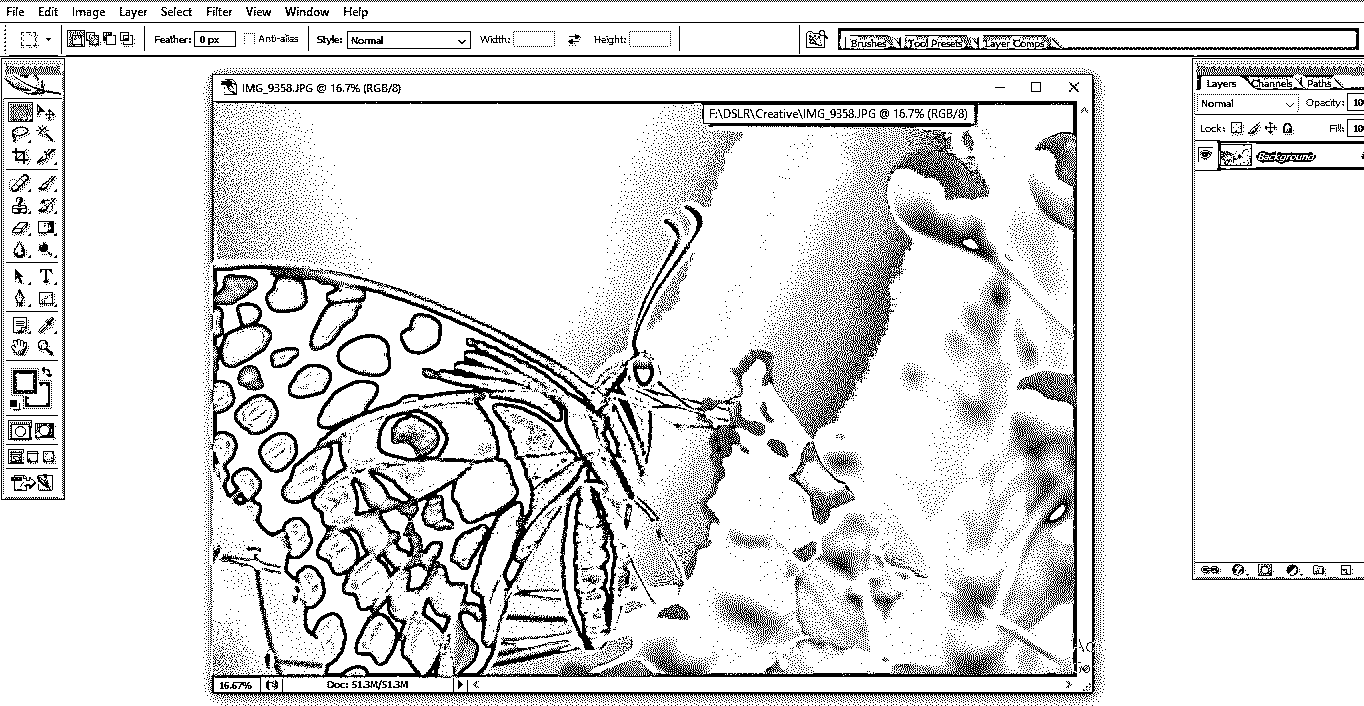 File Edit Image Layer Select Filter View Window Help
Feather: 0 px Anti-alias Style: Normal Width: Height: Brushes Tool Presets Layer Comps
IMG_9358.JPG @ 16.7% (RGB/8)
F:\DSLR\Creative\IMG_9358.JPG @ 16.7% (RGB/8)
Layers Channels Paths
Normal Opacity:
Lock: Fill:
Background
16.67% Doc: 51.3M/51.3M